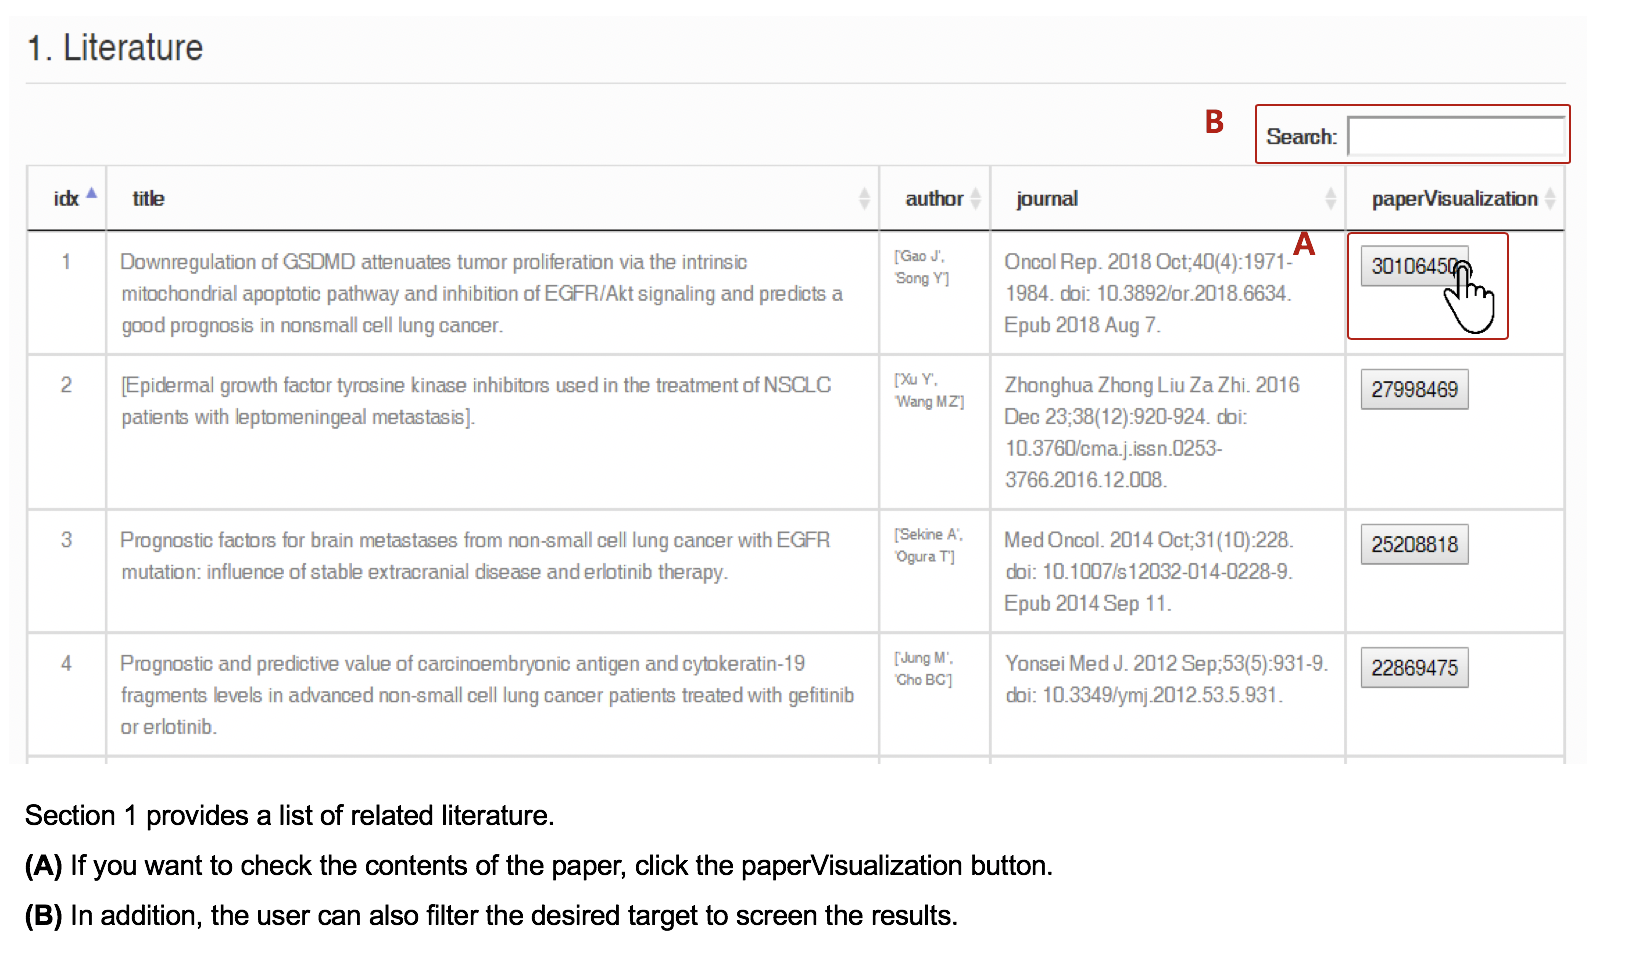 1. Literature
B
Search:
idx title author journal paperVisualization
A
1 Downregulation of GSDMD attenuates tumor proliferation via the intrinsic
mitochondrial apoptotic pathway and inhibition of EGFR/Akt signaling and predicts a
good prognosis in nonsmall cell lung cancer.
['Gao J',
'Song Y']
Oncol Rep. 2018 Oct;40(4):1971-
1984. doi: 10.3892/or.2018.6634.
Epub 2018 Aug 7.
30106450
2 [Epidermal growth factor tyrosine kinase inhibitors used in the treatment of NSCLC
patients with leptomeningeal metastasis].
['Xu Y',
'Wang MZ']
Zhonghua Zhong Liu Za Zhi. 2016
Dec 23;38(12):920-924. doi:
10.3760/cma.j.issn.0253-
3766.2016.12.008.
27998469
3 Prognostic factors for brain metastases from non-small cell lung cancer with EGFR
mutation: influence of stable extracranial disease and erlotinib therapy.
['Sekine A',
'Ogura T']
Med Oncol. 2014 Oct;31(10):228.
doi: 10.1007/s12032-014-0228-9.
Epub 2014 Sep 11.
25208818
4 Prognostic and predictive value of carcinoembryonic antigen and cytokeratin-19
fragments levels in advanced non-small cell lung cancer patients treated with gefitinib
or erlotinib.
['Jung M',
'Cho BC']
Yonsei Med J. 2012 Sep;53(5):931-9.
doi: 10.3349/ymj.2012.53.5.931.
22869475
Section 1 provides a list of related literature.
(A) If you want to check the contents of the paper, click the paperVisualization button.
(B) In addition, the user can also filter the desired target to screen the results.